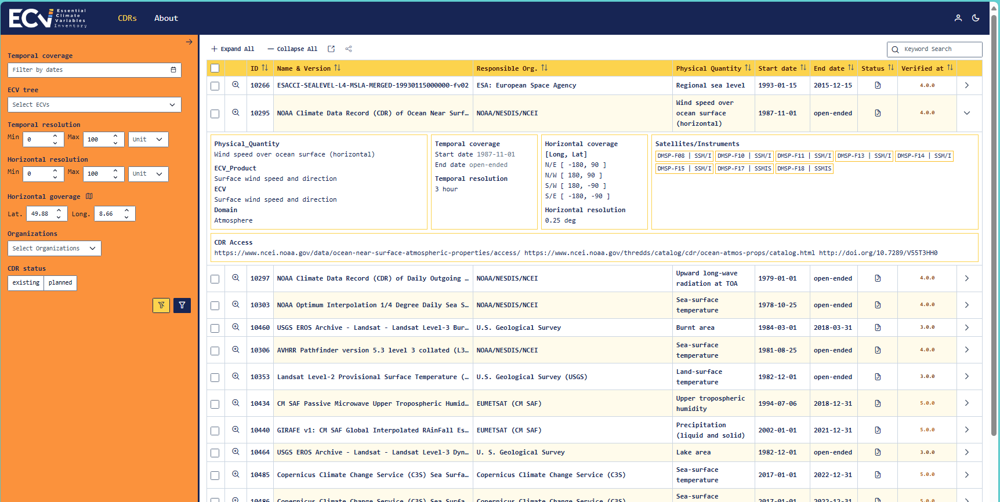 ECV Essential Climate Variables Inventory
CDRs About
Temporal coverage
Filter by dates
ECV tree
Select ECVs
Temporal resolution
Min 0 Max 100 Unit
Horizontal resolution
Min 0 Max 100 Unit
Horizontal goverage
Lat. 49.88 Long. 8.66
Organizations
Select Organizations
CDR status
existing planned
Expand All Collapse All Keyword Search
ID Name & Version Responsible Org. Physical Quantity Start date End date Status Verified at
10266 ESACCI-SEALEVEL-L4-MSLA-MERGED-19930115000000-fv02 ESA: European Space Agency Regional sea level 1993-01-15 2015-12-15 4.0.0
10295 NOAA Climate Data Record (CDR) of Ocean Near Surf… NOAA/NESDIS/NCEI Wind speed over ocean surface (horizontal) 1987-11-01 open-ended 4.0.0
Physical_Quantity
Wind speed over ocean surface (horizontal)
ECV_Product
Surface wind speed and direction
ECV
Surface wind speed and direction
Domain
Atmosphere
Temporal coverage
Start date 1987-11-01
End date open-ended
Temporal resolution
3 hour
Horizontal coverage
[Long, Lat]
N/E [ -180, 90 ]
N/W [ 180, 90 ]
S/W [ 180, -90 ]
S/E [ -180, -90 ]
Horizontal resolution
0.25 deg
Satellites/Instruments
DMSP-F08 | SSM/I DMSP-F10 | SSM/I DMSP-F11 | SSM/I DMSP-F13 | SSM/I DMSP-F14 | SSM/I
DMSP-F15 | SSM/I DMSP-F17 | SSMIS DMSP-F18 | SSMIS
CDR Access
https://www.ncei.noaa.gov/data/ocean-near-surface-atmospheric-properties/access/ https://www.ncei.noaa.gov/thredds/catalog/cdr/ocean-atmos-props/catalog.html http://doi.org/10.7289/V55T3HH0
10297 NOAA Climate Data Record (CDR) of Daily Outgoing … NOAA/NESDIS/NCEI Upward long-wave radiation at TOA 1979-01-01 open-ended 4.0.0
10303 NOAA Optimum Interpolation 1/4 Degree Daily Sea S… NOAA/NESDIS/NCEI Sea-surface temperature 1978-10-25 open-ended 4.0.0
10460 USGS EROS Archive - Landsat - Landsat Level-3 Bur… U.S. Geological Survey Burnt area 1984-03-01 2018-03-31 3.0.0
10306 AVHRR Pathfinder version 5.3 level 3 collated (L3… NOAA/NESDIS/NCEI Sea-surface temperature 1981-08-25 open-ended 4.0.0
10353 Landsat Level-2 Provisional Surface Temperature (… U.S. Geological Survey (USGS) Land-surface temperature 1982-12-01 open-ended 3.0.0
10434 CM SAF Passive Microwave Upper Tropospheric Humid… EUMETSAT (CM SAF) Upper tropospheric humidity 1994-07-06 2018-12-31 5.0.0
10440 GIRAFE v1: CM SAF Global Interpolated RAinFall Es… EUMETSAT (CM SAF) Precipitation (liquid and solid) 2002-01-01 2021-12-31 5.0.0
10464 USGS EROS Archive - Landsat - Landsat Level-3 Dyn… U. S. Geological Survey Lake area 1982-12-01 open-ended 3.0.0
10485 Copernicus Climate Change Service (C3S) Sea Surfa… Copernicus Climate Change Service (C3S) Sea-surface temperature 2017-01-01 2022-12-31 5.0.0
10486 Copernicus Climate Change Service (C3S) Sea Surfa… Copernicus Climate Change Service (C3S) Sea-surface 2017-01-01 2022-12-31 5.0.0